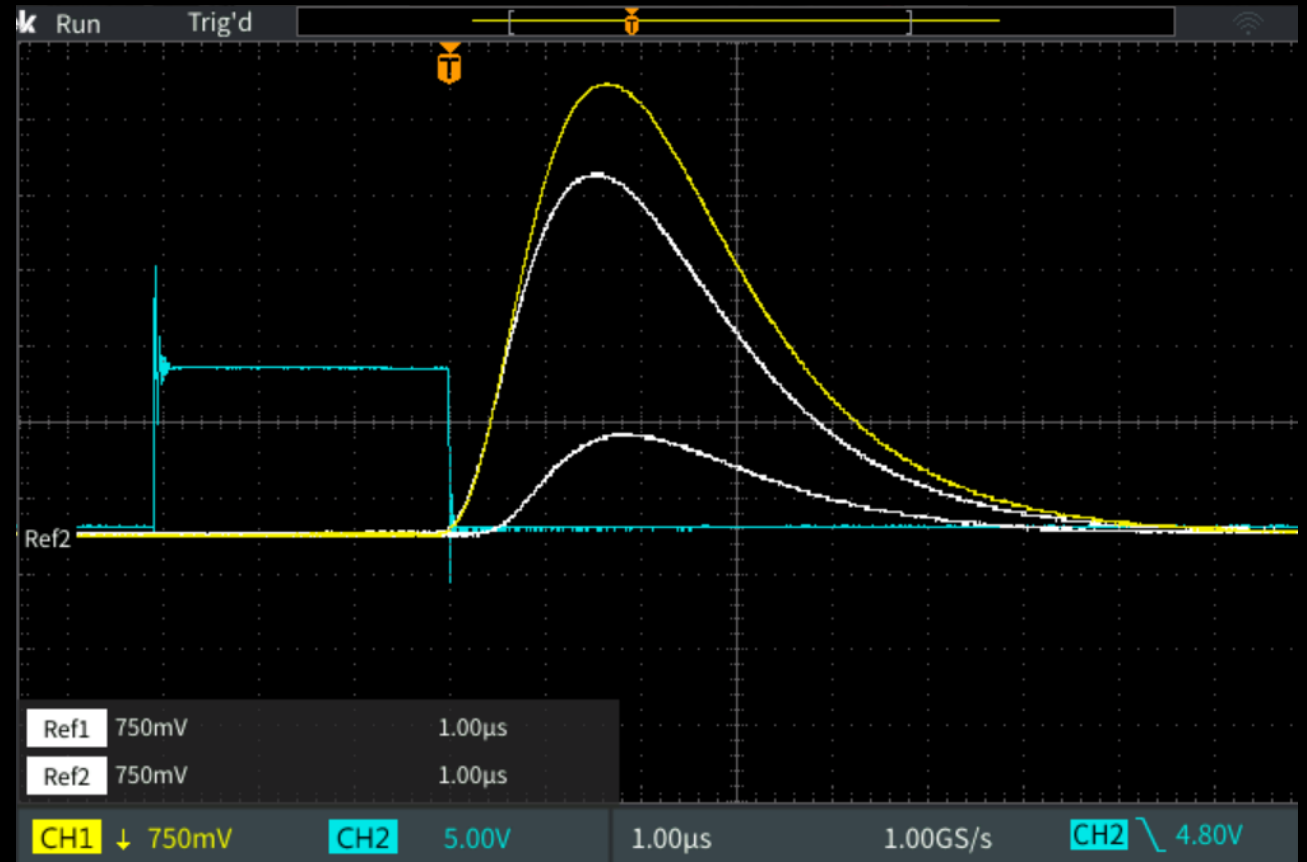 k Run Trig'd
T
T
Ref2
Ref1 750mV 1.00µs
Ref2 750mV 1.00µs
CH1 ↓ 750mV CH2 5.00V 1.00µs 1.00GS/s CH2 4.80V